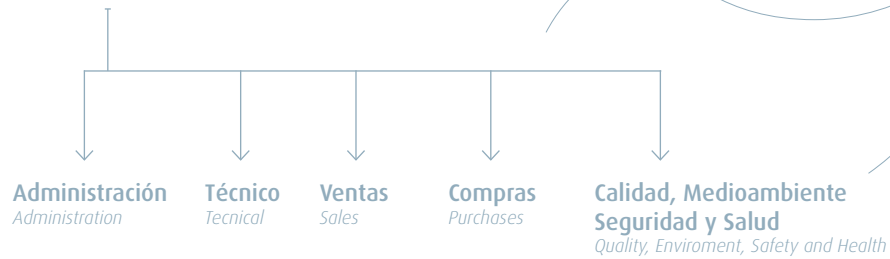 Administración
Administration
Técnico
Tecnical
Ventas
Sales
Compras
Purchases
Calidad, Medioambiente
Seguridad y Salud
Quality, Enviroment, Safety and Health